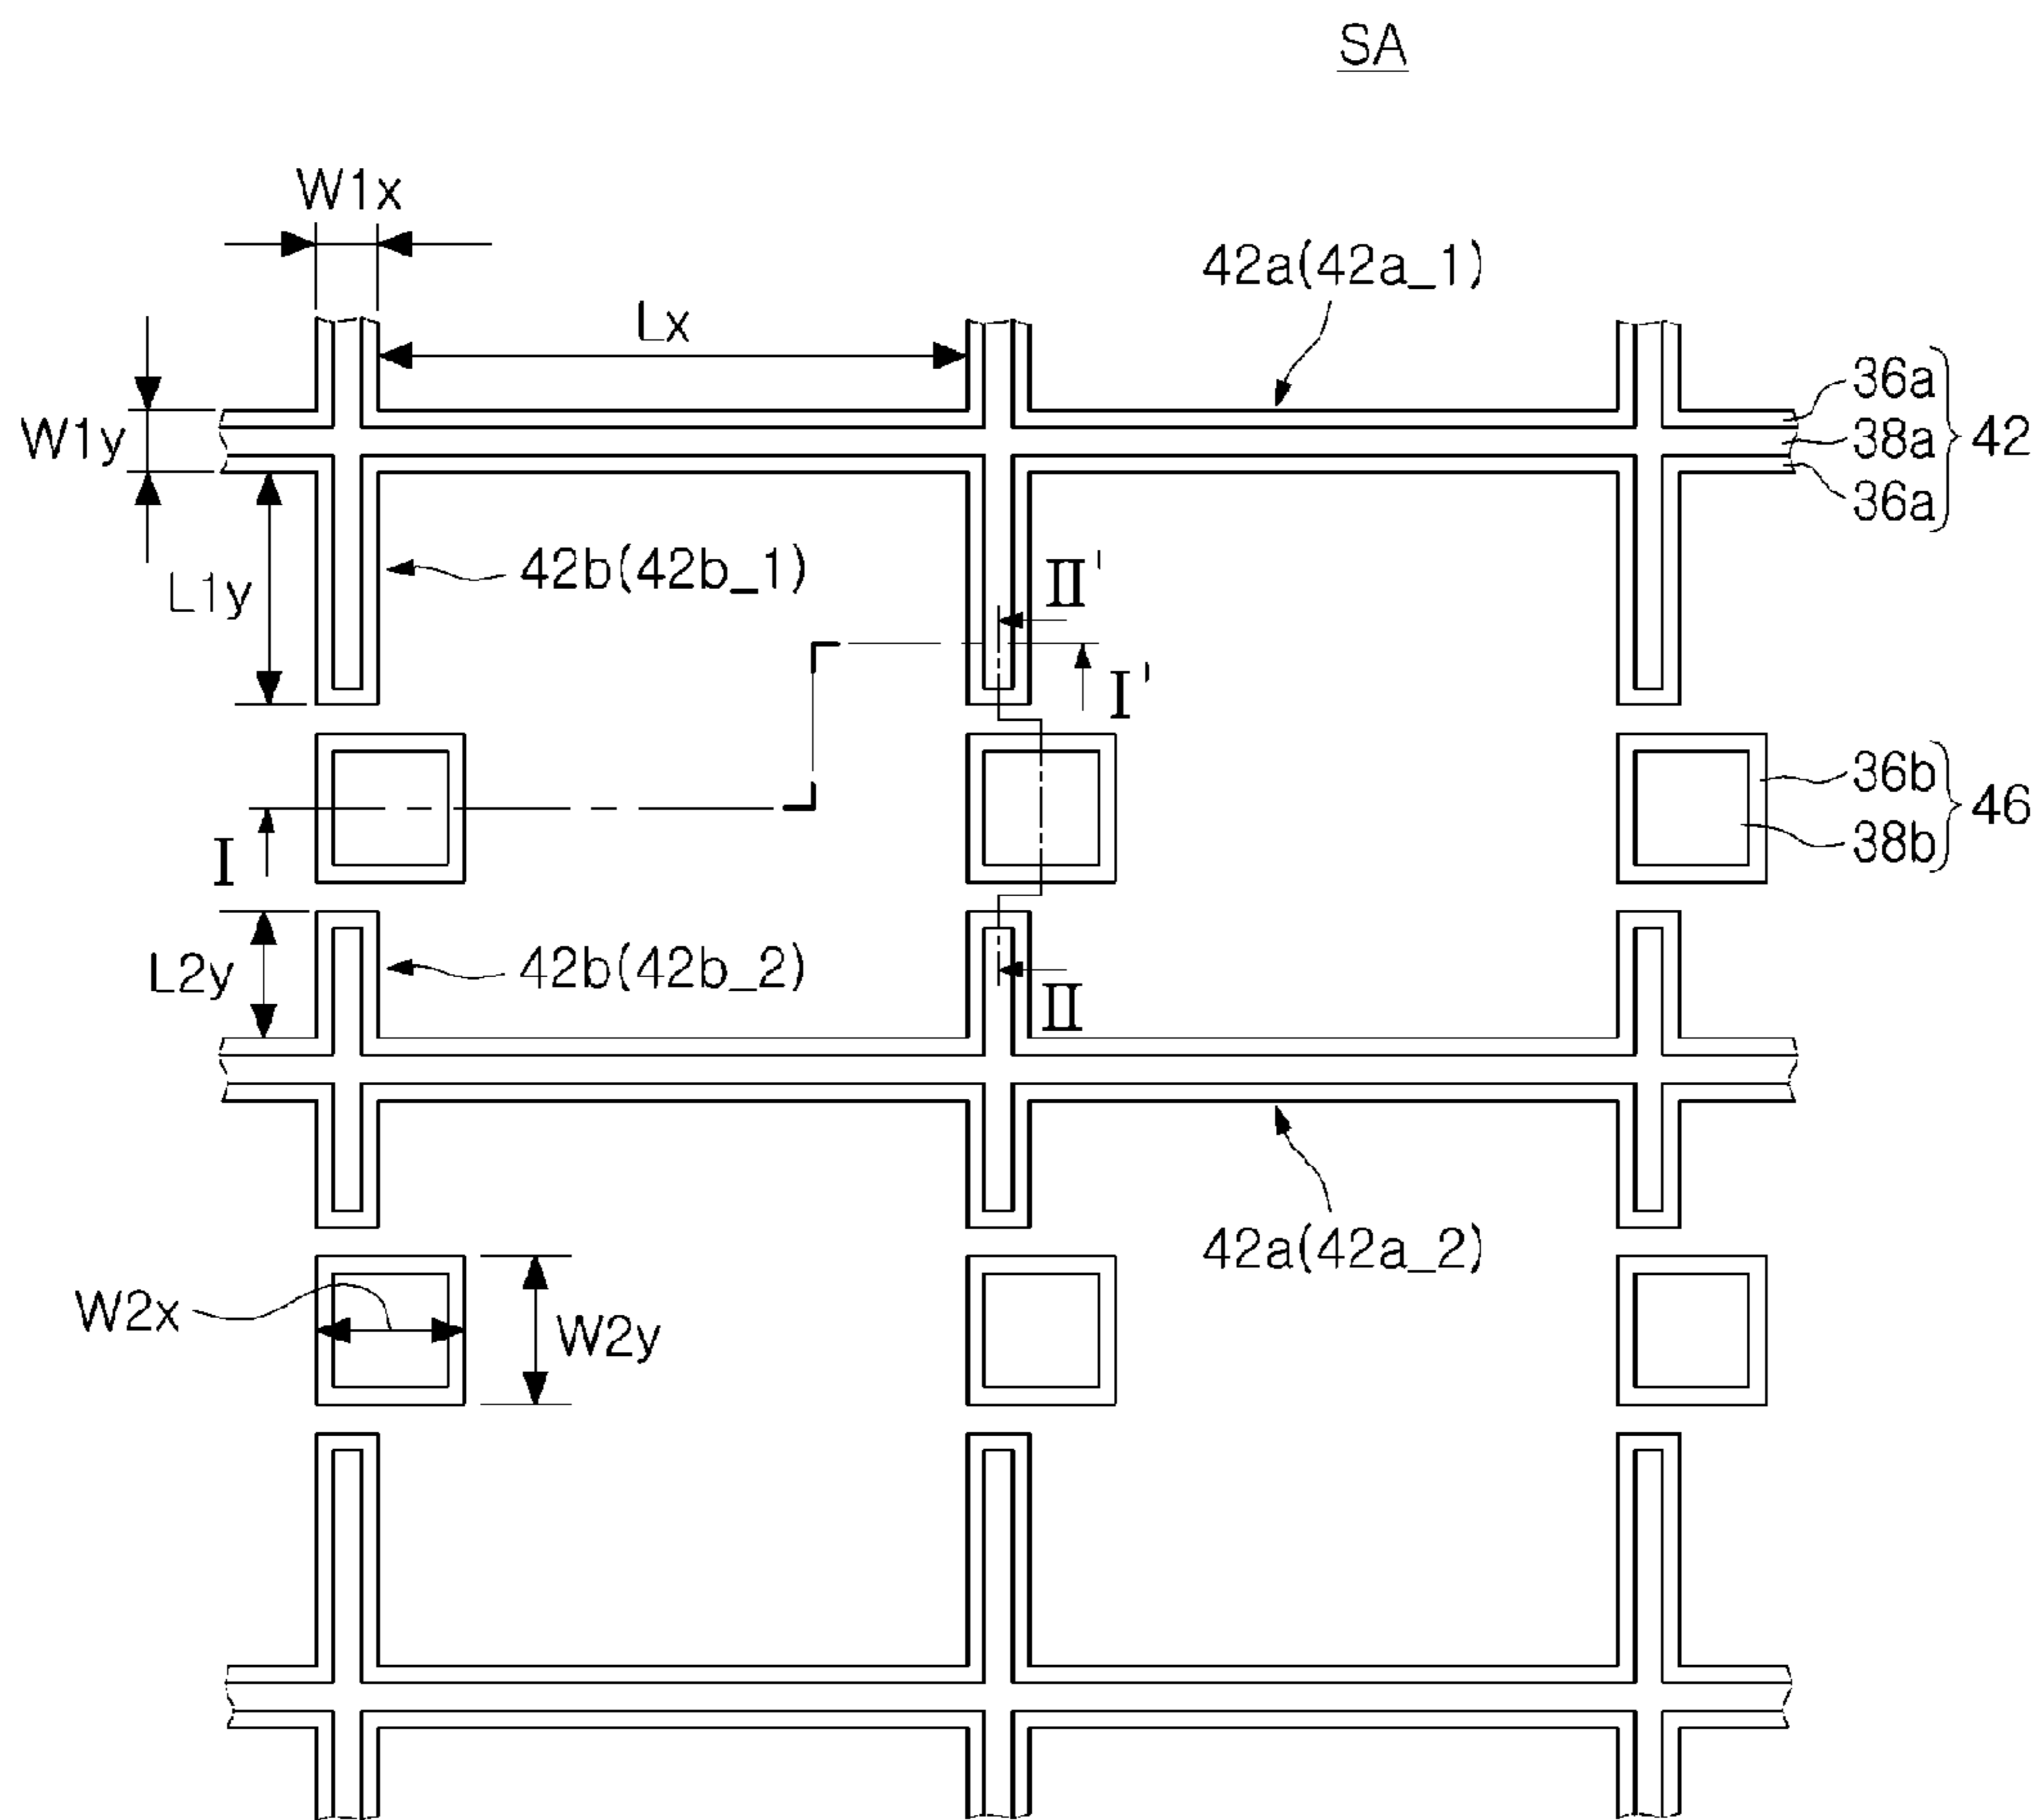 SA
W1x
42a(42a_1)
Lx
36a
W1y
38a
42
36a
42b(42b_1)
L1y
II'
I'
36b
46
38b
I
L2y
42b(42b_2)
II
42a(42a_2)
W2x
W2y